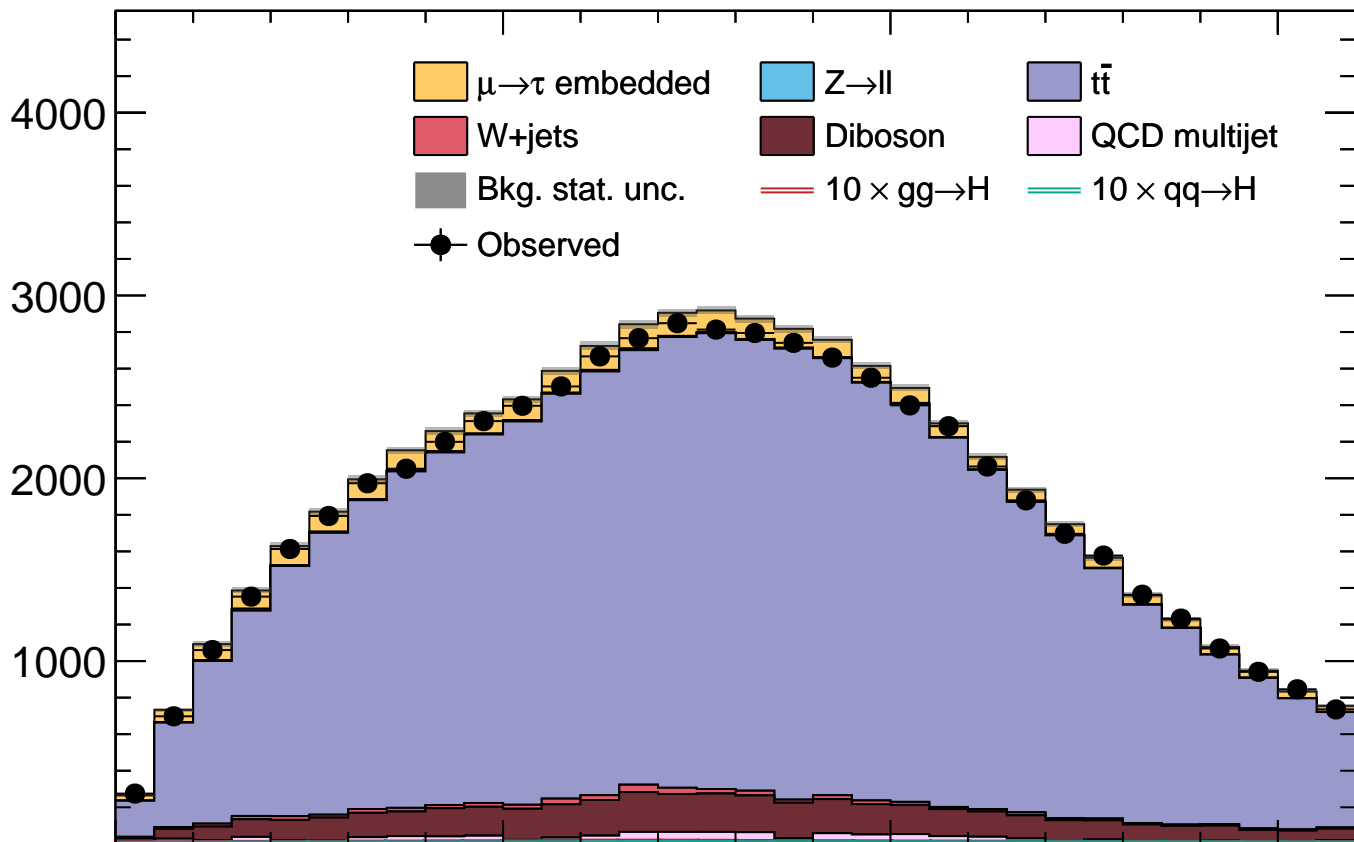 μ→τ embedded Z→ll tt̄
4000
W+jets Diboson QCD multijet
Bkg. stat. unc. 10 × gg→H 10 × qq→H
Observed
3000
2000
1000